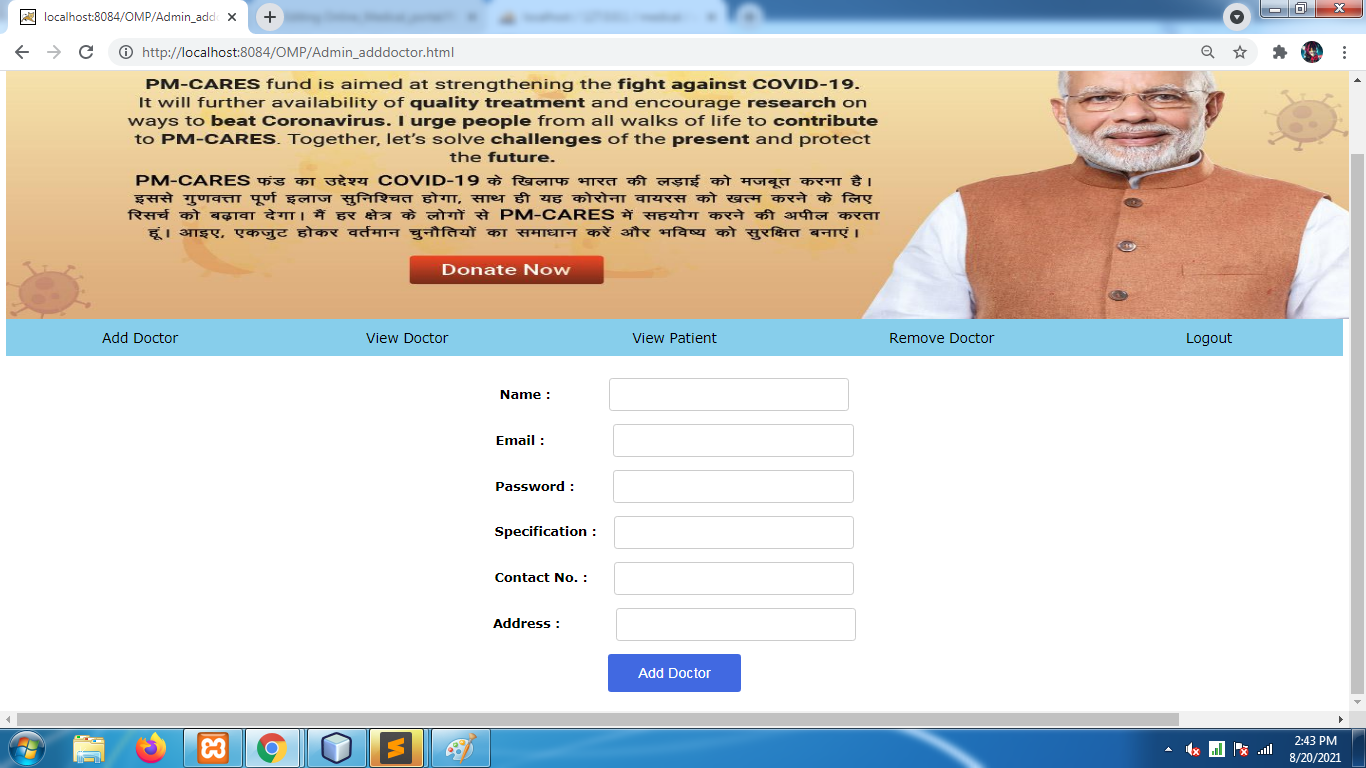 localhost:8084/OMP/Admin_addd
http://localhost:8084/OMP/Admin_adddoctor.html
PM-CARES fund is aimed at strengthening the fight against COVID-19.
It will further availability of quality treatment and encourage research on
ways to beat Coronavirus. I urge people from all walks of life to contribute
to PM-CARES. Together, let's solve challenges of the present and protect
the future.
PM-CARES फंड का उद्देश्य COVID-19 के खिलाफ भारत की लड़ाई को मजबूत करना है।
इससे गुणवत्ता पूर्ण इलाज सुनिश्चित होगा, साथ ही यह कोरोना वायरस को खत्म करने के लिए
रिसर्च को बढ़ावा देगा। मैं हर क्षेत्र के लोगों से PM-CARES में सहयोग करने की अपील करता
हूं। आइए, एकजुट होकर वर्तमान चुनौतियों का समाधान करें और भविष्य को सुरक्षित बनाएं।
Donate Now
Add Doctor View Doctor View Patient Remove Doctor Logout
Name :
Email :
Password :
Specification :
Contact No. :
Address :
Add Doctor
2:43 PM
8/20/2021